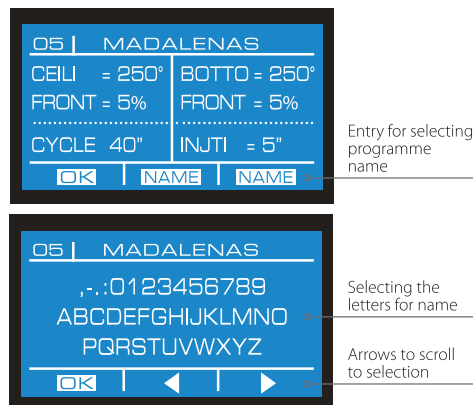 05 | MADALENAS
CEILI = 250° BOTTO = 250°
FRONT = 5% FRONT = 5%
CYCLE 40" INJTI = 5"
OK NAME NAME
Entry for selecting
programme
name
05 | MADALENAS
,-.:0123456789
ABCDEFGHIJKLMNO
PQRSTUVWXYZ
OK
Selecting the
letters for name
Arrows to scroll
to selection